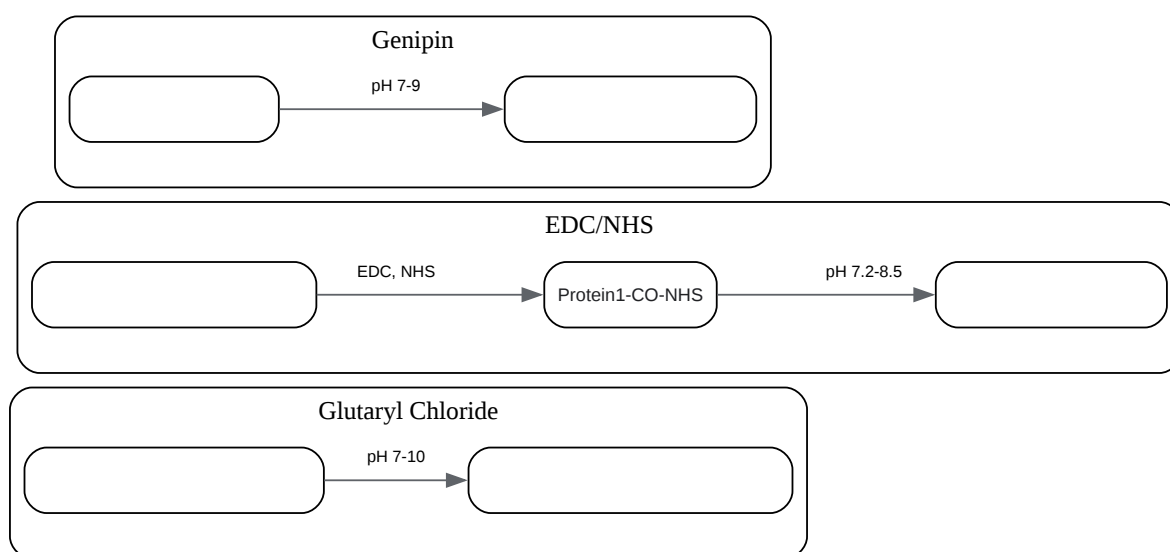 Genipin
pH 7-9
EDC/NHS
EDC, NHS
Protein1-CO-NHS
pH 7.2-8.5
Glutaryl Chloride
pH 7-10